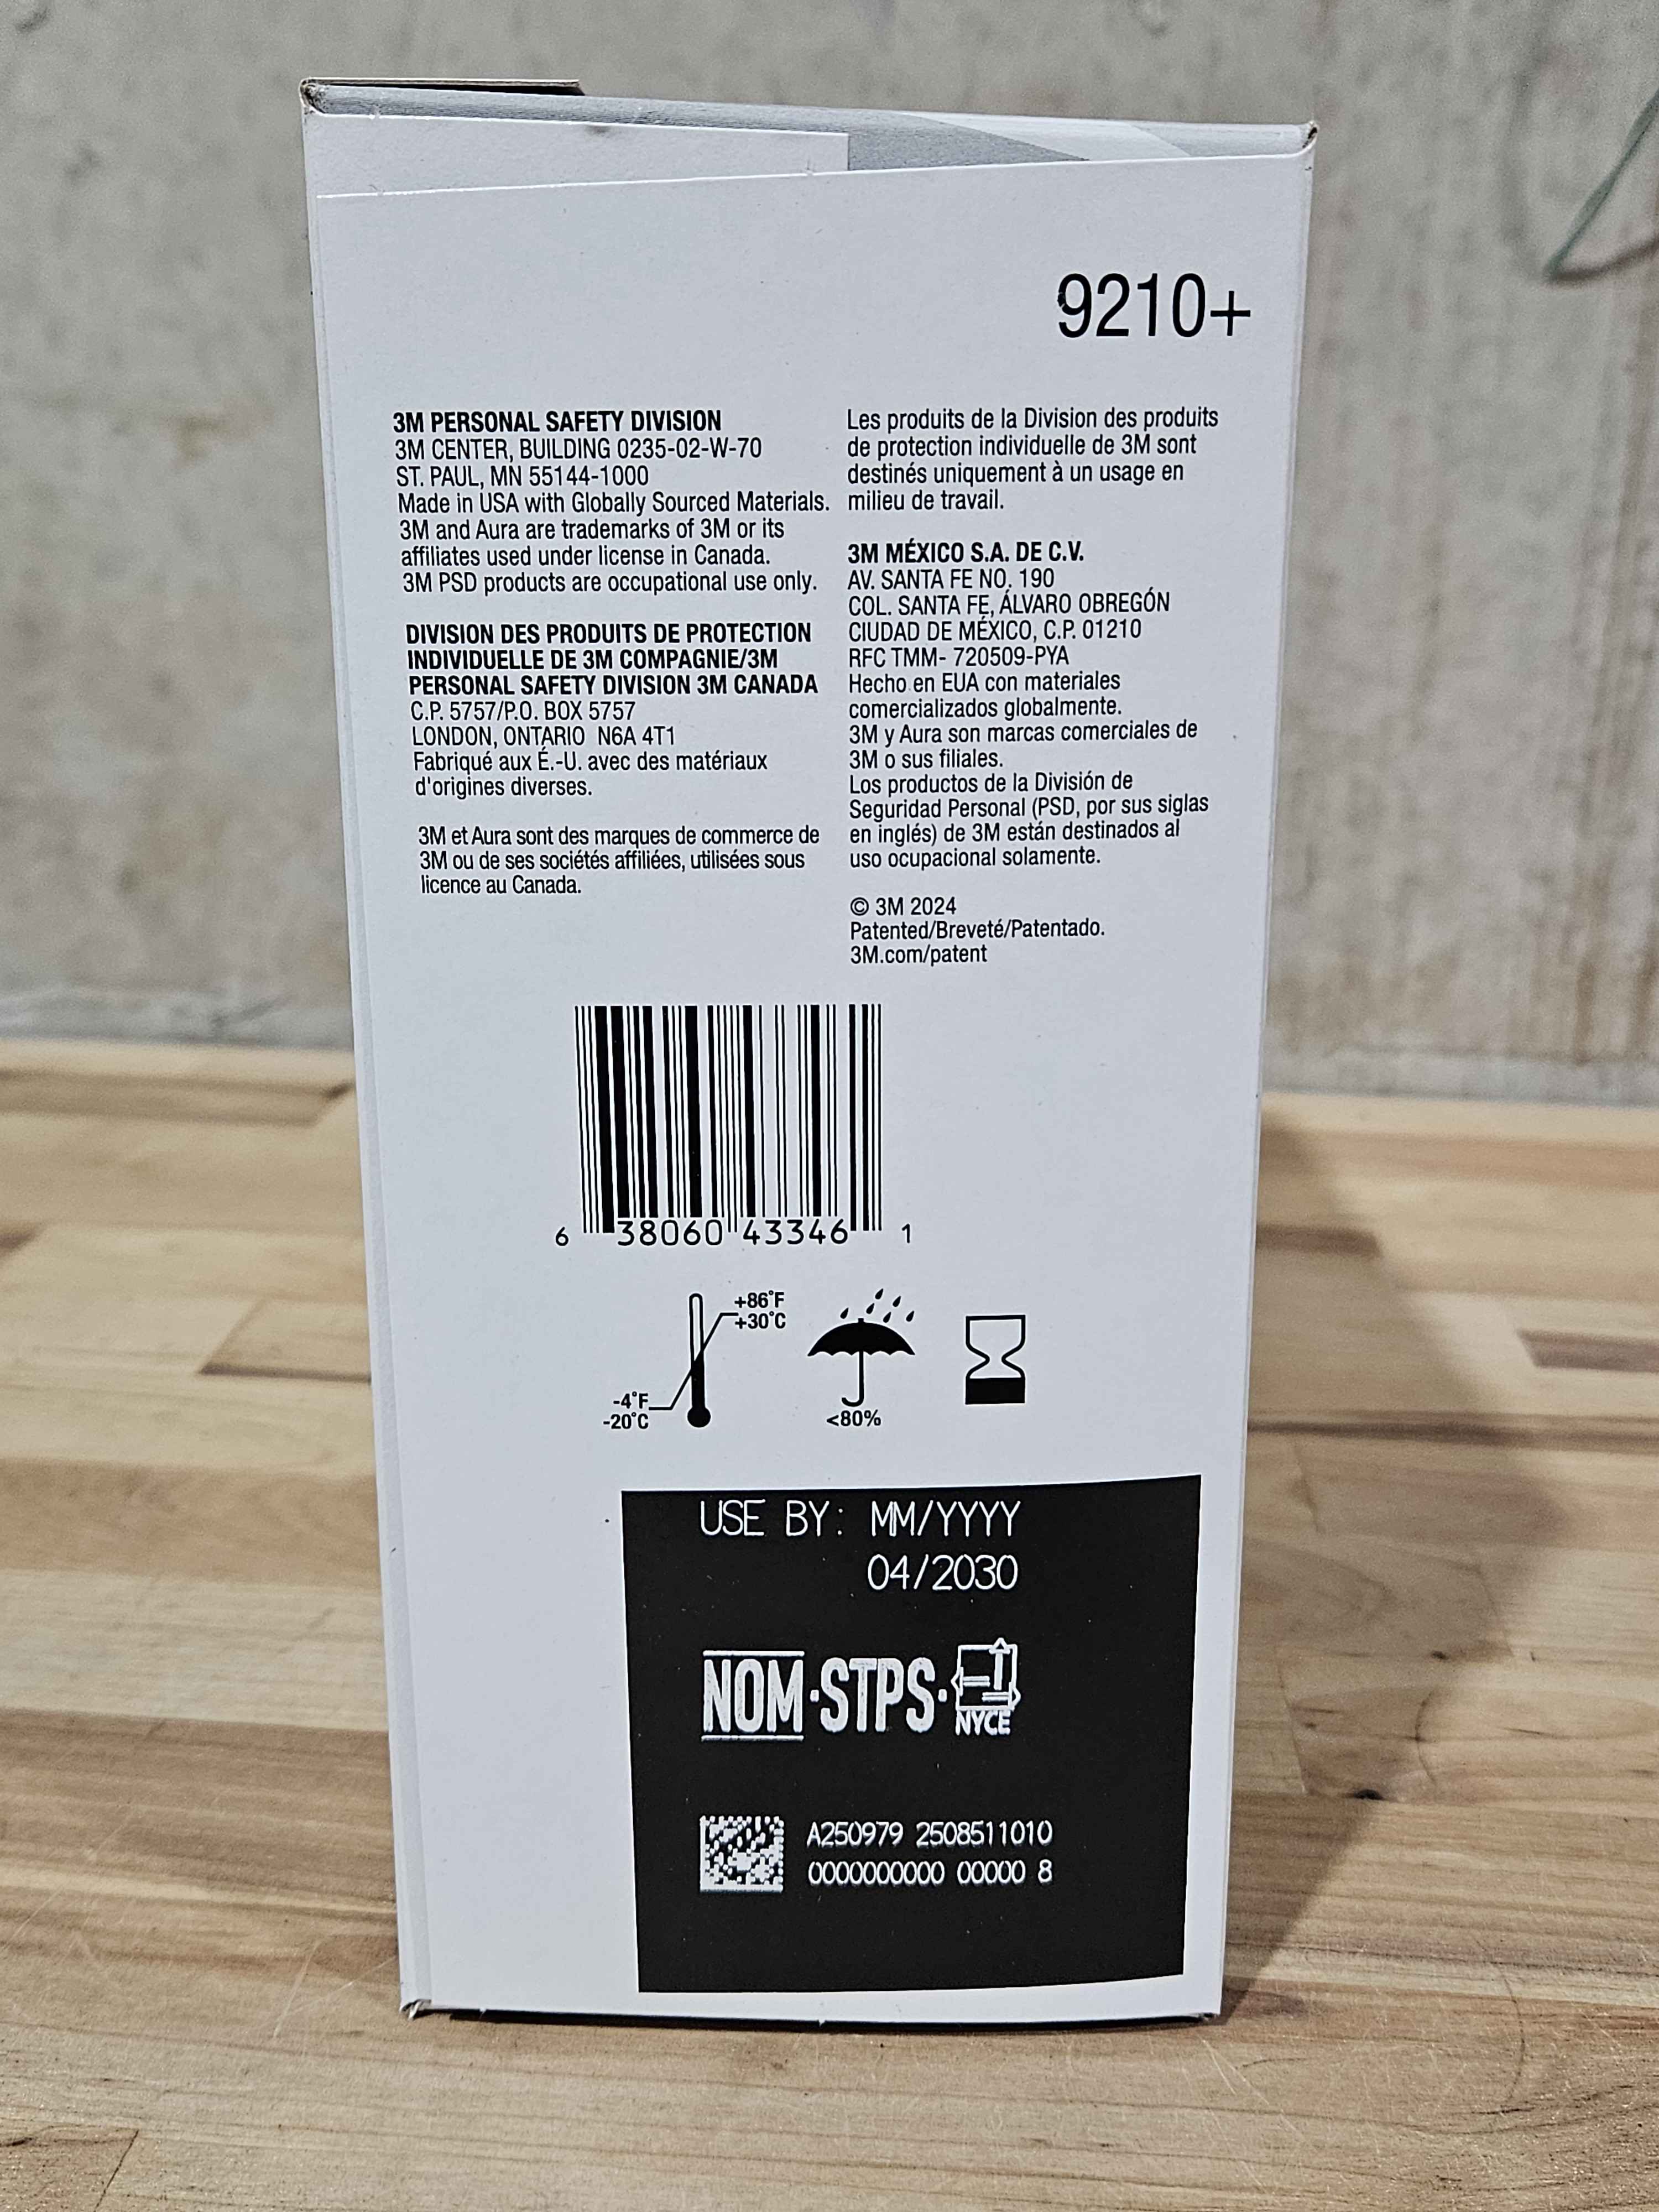 9210+
3M PERSONAL SAFETY DIVISION
3M CENTER, BUILDING 0235-02-W-70
ST. PAUL, MN 55144-1000
Made in USA with Globally Sourced Materials.
3M and Aura are trademarks of 3M or its
affiliates used under license in Canada.
3M PSD products are occupational use only.
DIVISION DES PRODUITS DE PROTECTION
INDIVIDUELLE DE 3M COMPAGNIE/3M
PERSONAL SAFETY DIVISION 3M CANADA
C.P. 5757/P.O. BOX 5757
LONDON, ONTARIO N6A 4T1
Fabriqué aux É.-U. avec des matériaux
d'origines diverses.
3M et Aura sont des marques de commerce de
3M ou de ses sociétés affiliées, utilisées sous
licence au Canada.
Les produits de la Division des produits
de protection individuelle de 3M sont
destinés uniquement à un usage en
milieu de travail.
3M MÉXICO S.A. DE C.V.
AV. SANTA FE NO. 190
COL. SANTA FE, ÁLVARO OBREGÓN
CIUDAD DE MÉXICO, C.P. 01210
RFC TMM- 720509-PYA
Hecho en EUA con materiales
comercializados globalmente.
3M y Aura son marcas comerciales de
3M o sus filiales.
Los productos de la División de
Seguridad Personal (PSD, por sus siglas
en inglés) de 3M están destinados al
uso ocupacional solamente.
© 3M 2024
Patented/Breveté/Patentado.
3M.com/patent
6 38060 43346 1
+86°F
+30°C
-4°F
-20°C
<80%
USE BY: MM/YYYY
04/2030
NOM·STPS·
NYCE
A250979 2508511010
0000000000 00000 8